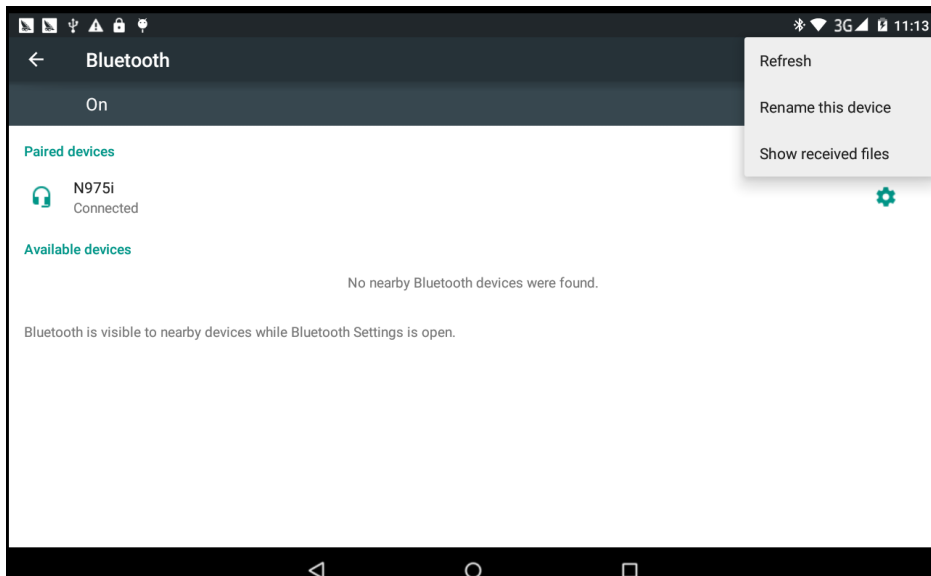 3G 11:13
Bluetooth
Refresh
On
Rename this device
Paired devices
Show received files
N975i
Connected
Available devices
No nearby Bluetooth devices were found.
Bluetooth is visible to nearby devices while Bluetooth Settings is open.